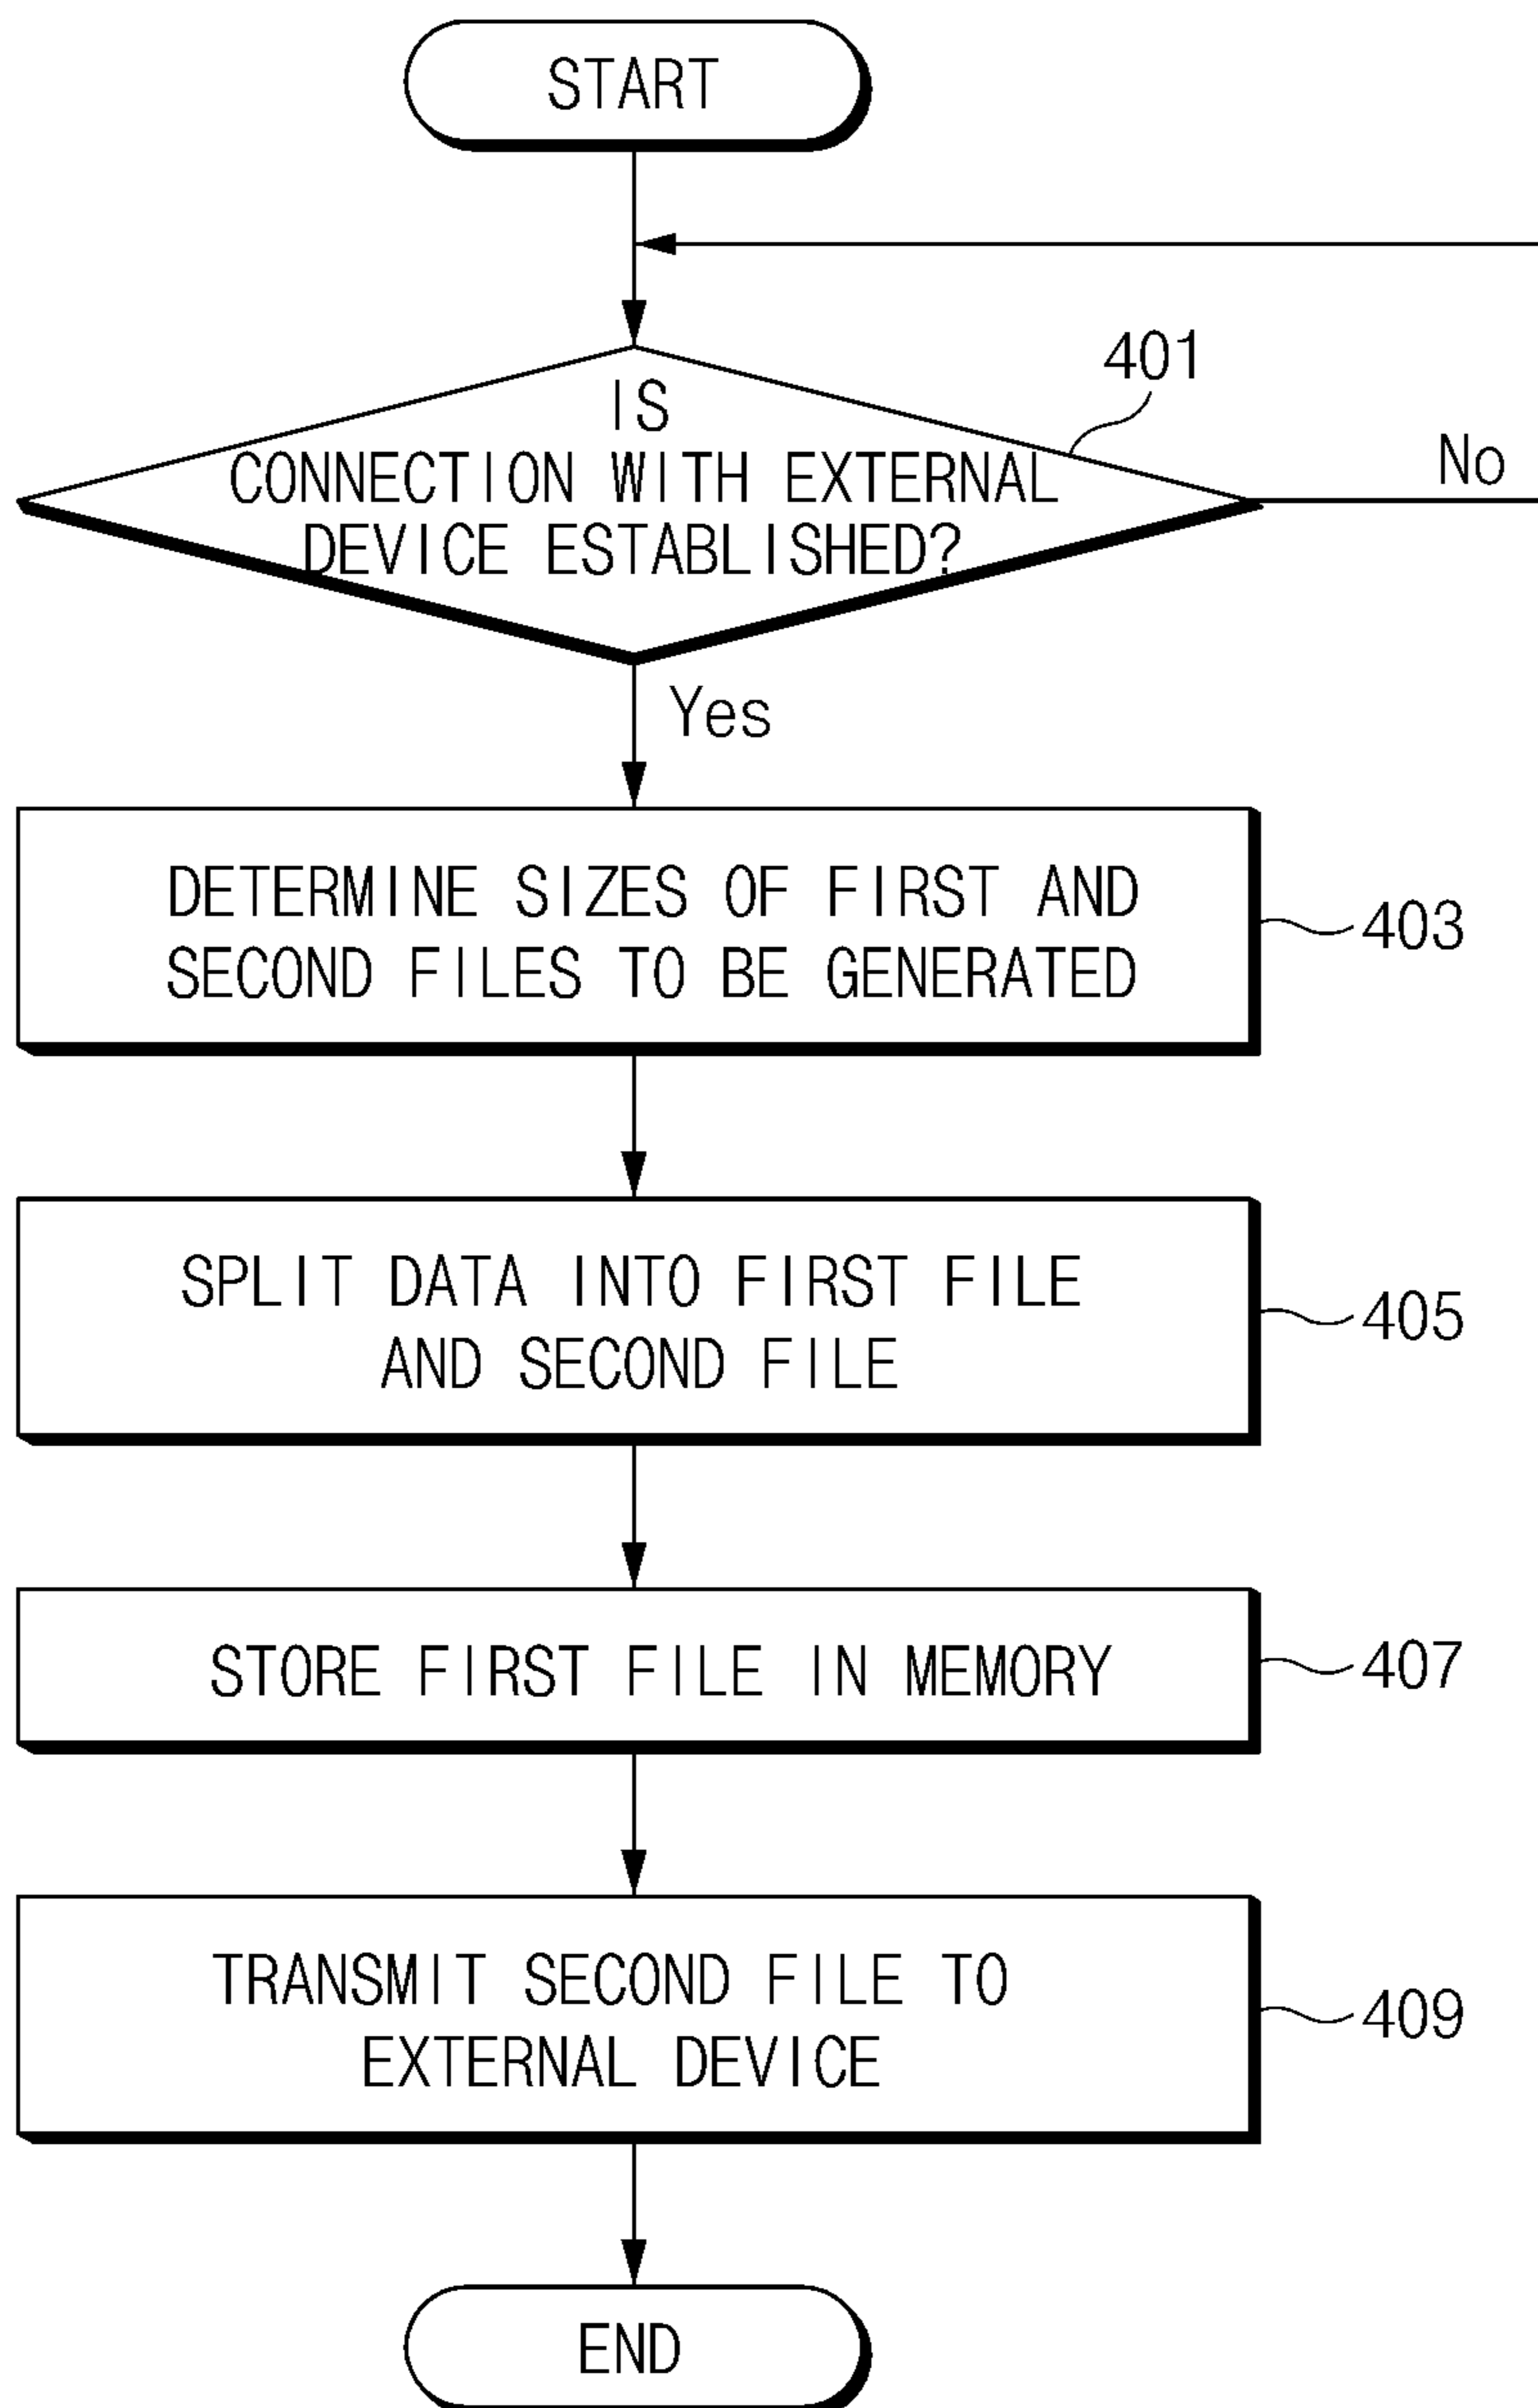 START
401
IS
CONNECTION WITH EXTERNAL
DEVICE ESTABLISHED?
No
Yes
DETERMINE SIZES OF FIRST AND
SECOND FILES TO BE GENERATED
403
SPLIT DATA INTO FIRST FILE
AND SECOND FILE
405
STORE FIRST FILE IN MEMORY
407
TRANSMIT SECOND FILE TO
EXTERNAL DEVICE
409
END